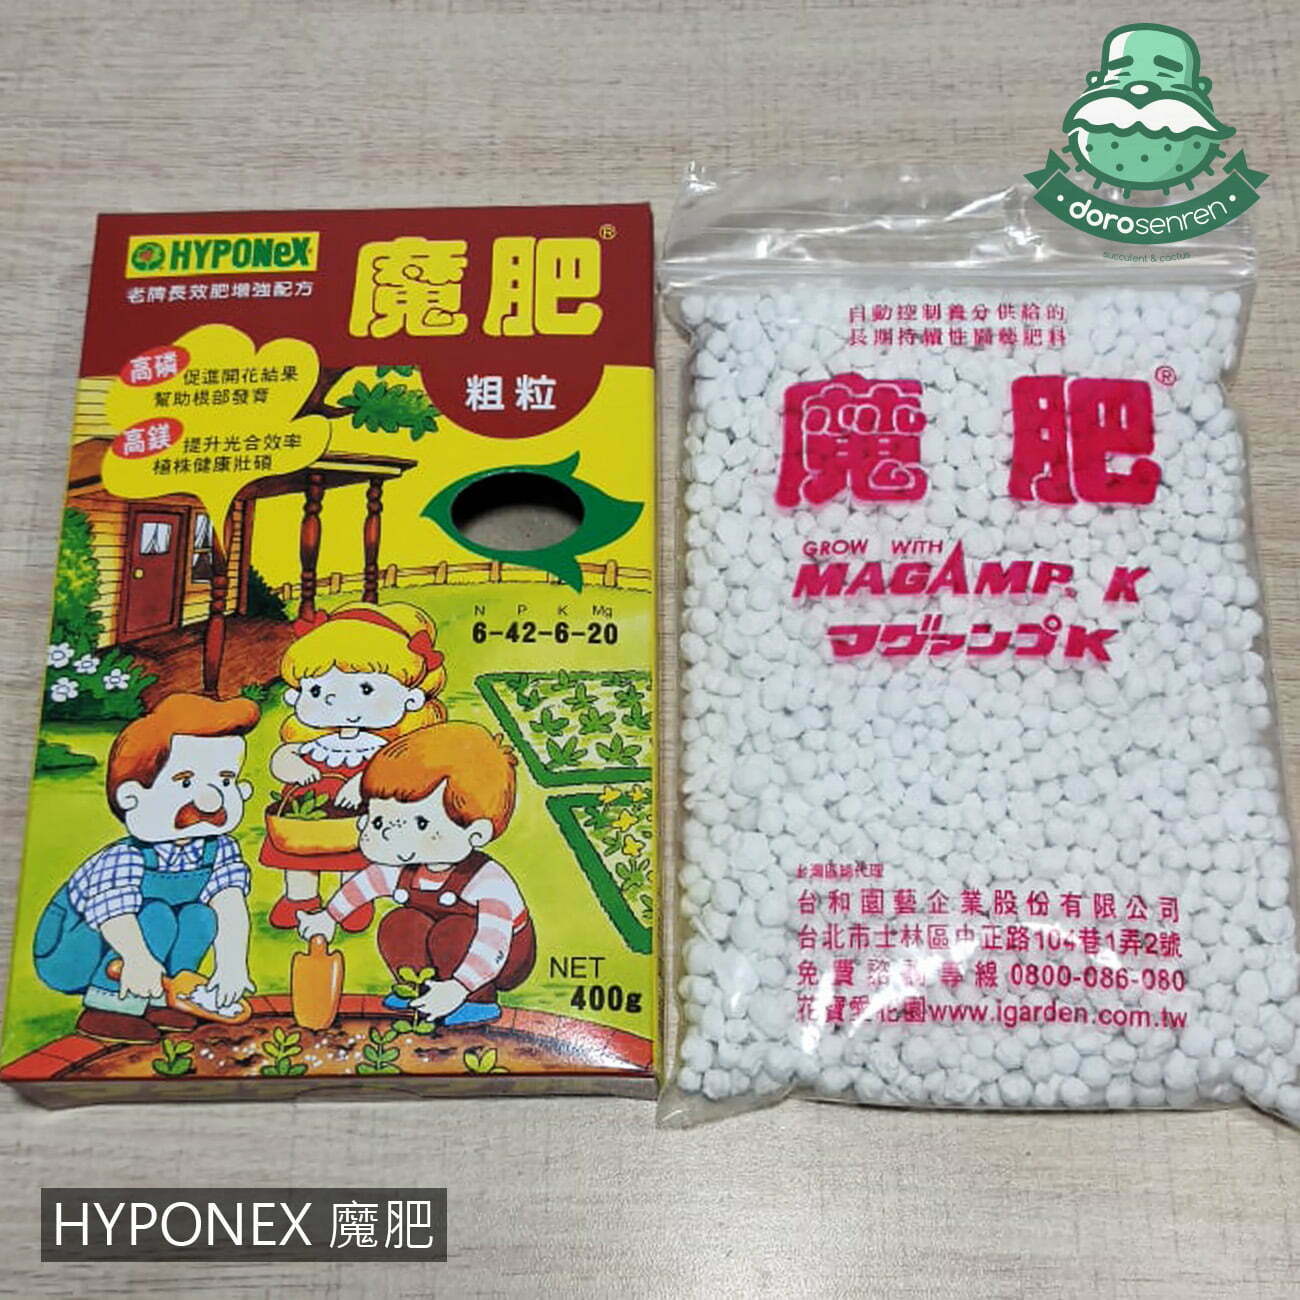 dorosenren
succulent & cactus
HYPONeX
老牌長效肥增強配方
魔肥®
粗粒
高磷 促進開花結果
幫助根部發育
高鎂 提升光合效率
植株健康壯碩
N P K Mg
6-42-6-20
NET
400g
自動控制養分供給的
長期持續性園藝肥料
魔肥®
GROW WITH
MAGAMP K
マグァンプK
台灣區總代理
台和園藝企業股份有限公司
台北市士林區中正路104巷1弄2號
免費諮詢專線 0800-086-080
花寶愛花園www.igarden.com.tw
HYPONEX 魔肥